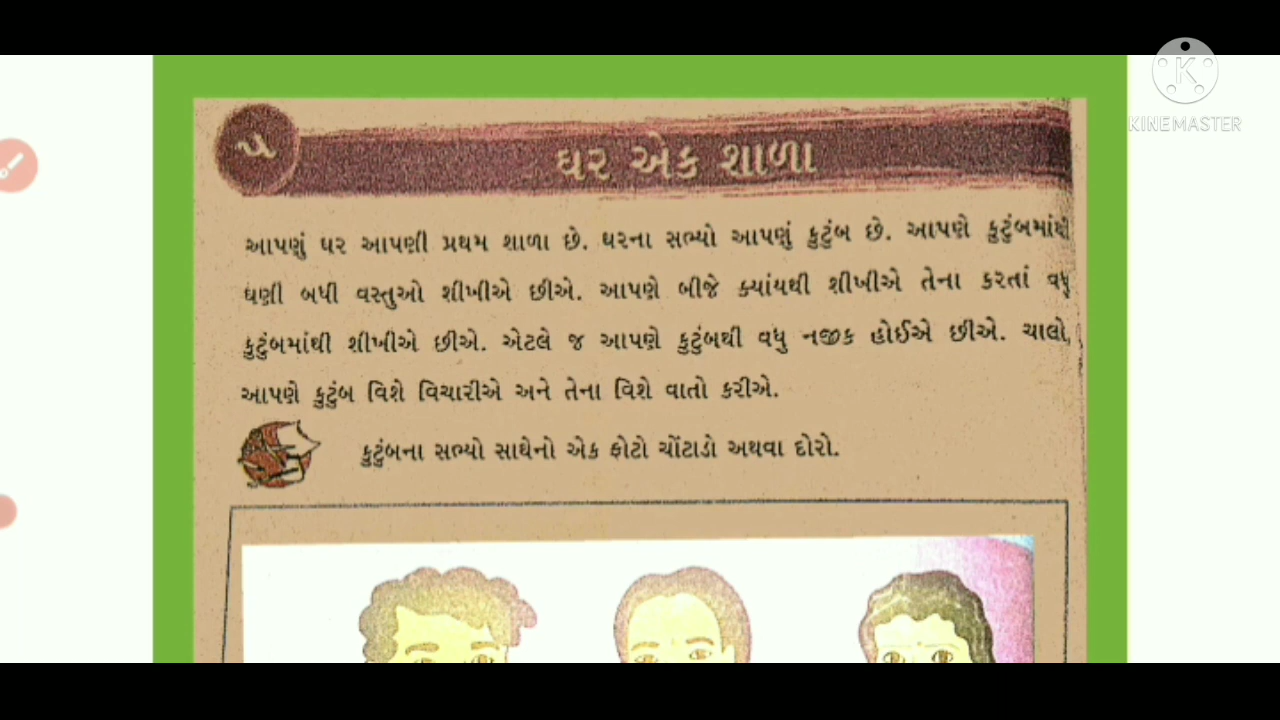 ૫
ઘર એક શાળા
આપણું ઘર આપણી પ્રથમ શાળા છે. ઘરના સભ્યો આપણું કુટુંબ છે. આપણે કુટુંબમાંથી
ઘણી બધી વસ્તુઓ શીખીએ છીએ. આપણે બીજે ક્યાંયથી શીખીએ તેના કરતાં વધુ
કુટુંબમાંથી શીખીએ છીએ. એટલે જ આપણે કુટુંબથી વધુ નજીક હોઈએ છીએ. ચાલો,
આપણે કુટુંબ વિશે વિચારીએ અને તેના વિશે વાતો કરીએ.
કુટુંબના સભ્યો સાથેનો એક ફોટો ચોંટાડો અથવા દોરો.
K
KINEMASTER